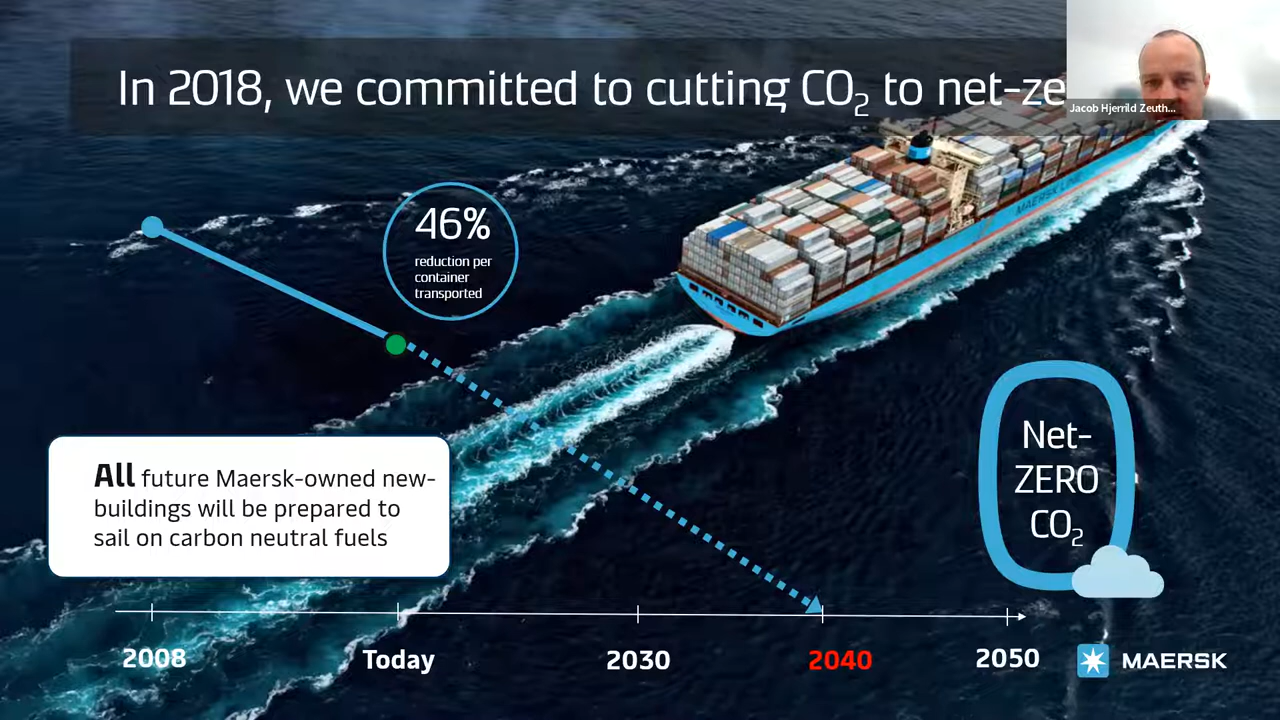 In 2018, we committed to cutting CO2 to net-ze
Jacob Hjerrild Zeuth...
MAERSK LINE
46%
reduction per
container
transported
Net-
ZERO
CO2
All future Maersk-owned new-
buildings will be prepared to
sail on carbon neutral fuels
2008 Today 2030 2040 2050
MAERSK